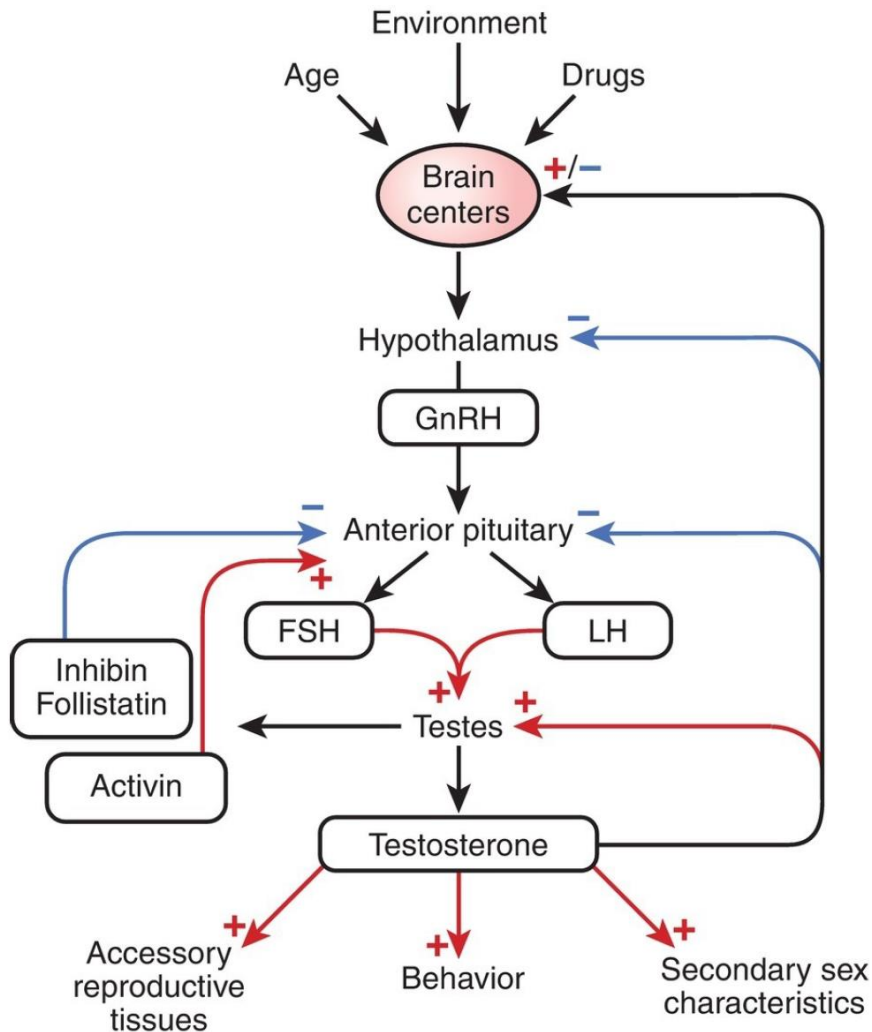 Environment
Age
Drugs
+/−
Brain
centers
−
Hypothalamus
GnRH
−
−
Anterior pituitary
+
FSH
LH
Inhibin
Follistatin
+
+
Testes
Activin
Testosterone
+
+
+
Accessory
reproductive
tissues
Behavior
Secondary sex
characteristics